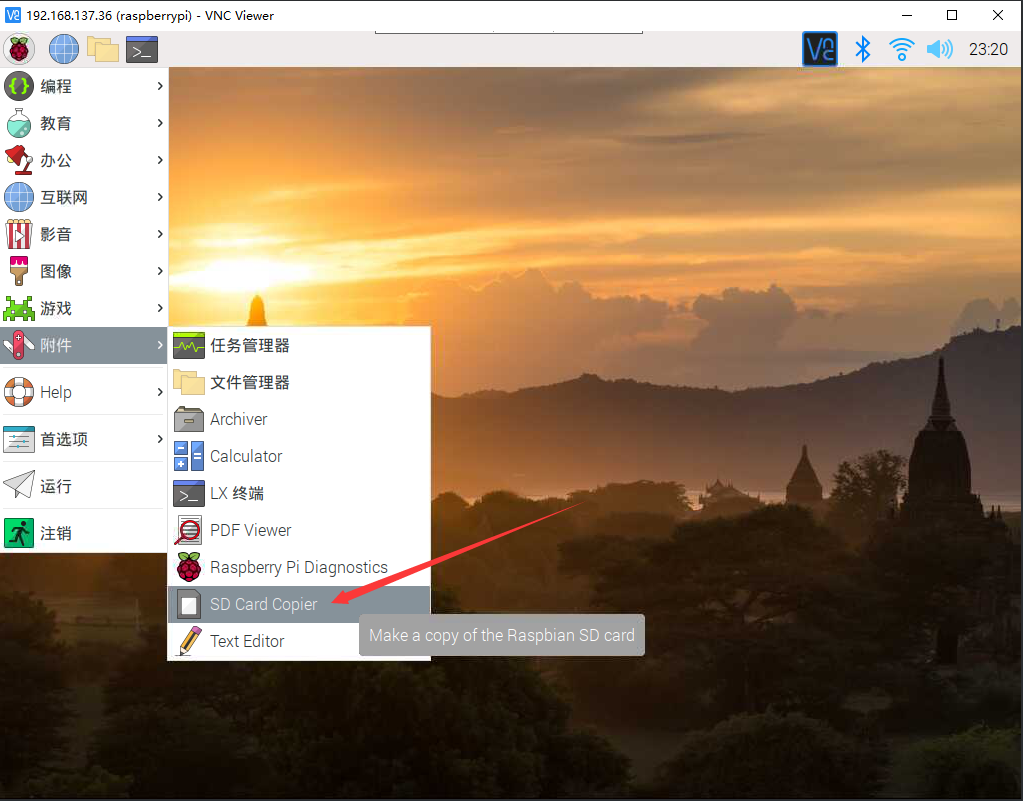 192.168.137.36 (raspberrypi) - VNC Viewer
23:20
编程
教育
办公
互联网
影音
图像
游戏
附件
Help
首选项
运行
注销
任务管理器
文件管理器
Archiver
Calculator
LX 终端
PDF Viewer
Raspberry Pi Diagnostics
SD Card Copier
Text Editor
Make a copy of the Raspbian SD card